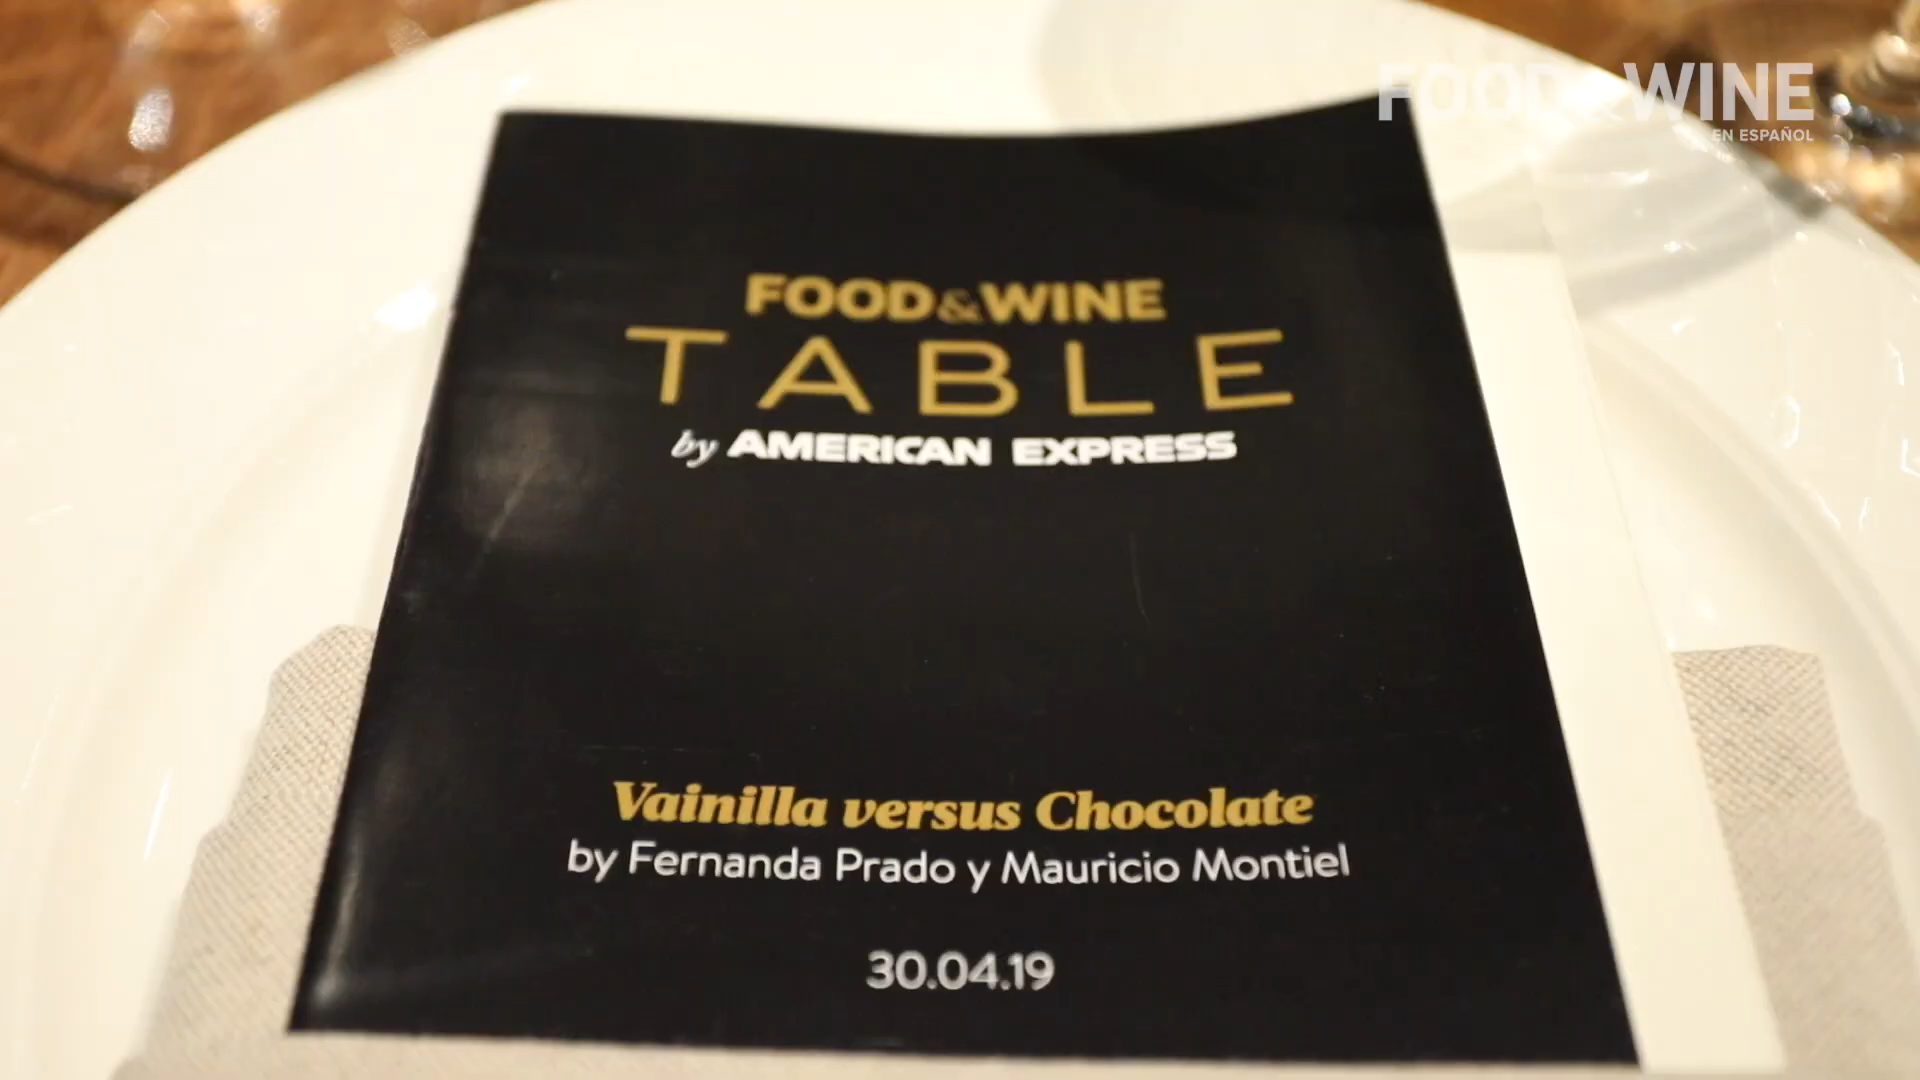 FOOD&WINE
EN ESPAÑOL
FOOD&WINE
TABLE
by AMERICAN EXPRESS
Vainilla versus Chocolate
by Fernanda Prado y Mauricio Montiel
30.04.19